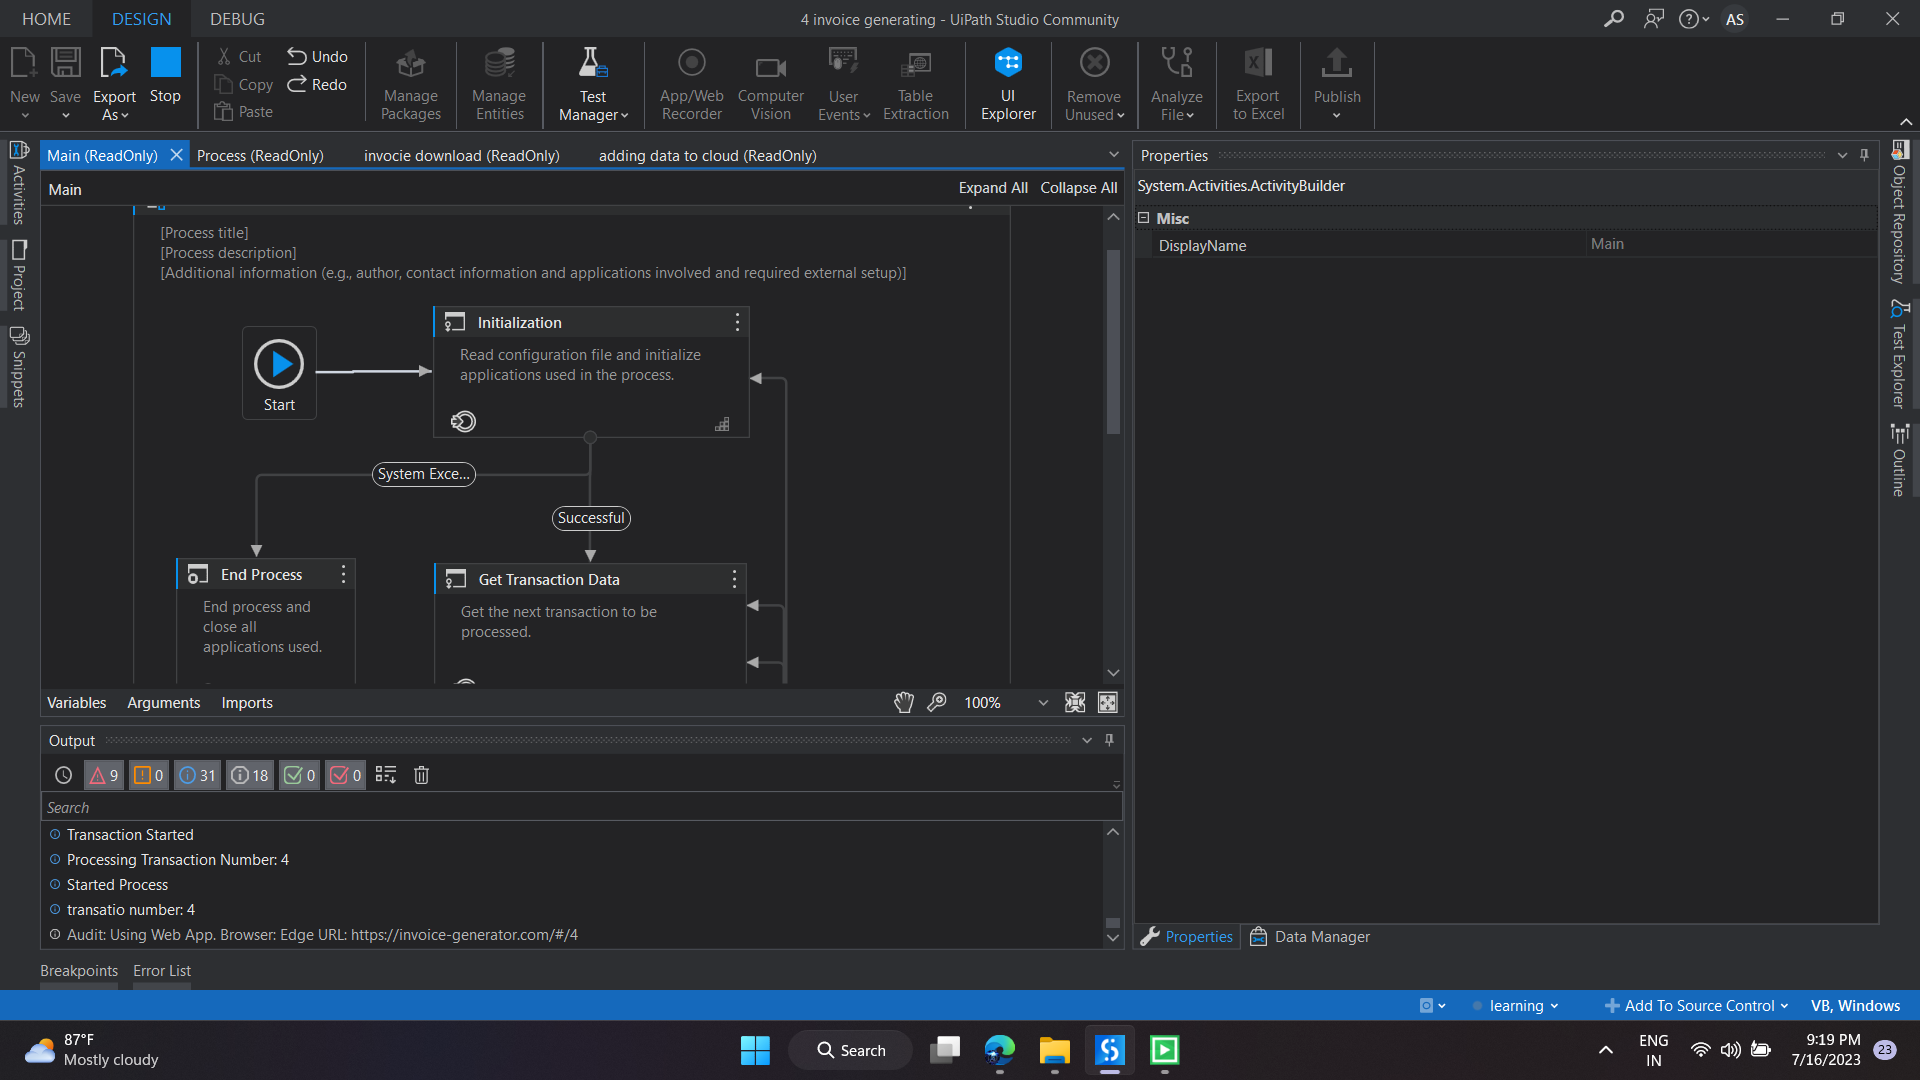 HOME DESIGN DEBUG
4 invoice generating - UiPath Studio Community
AS
New
Save
Export As
Stop
Cut
Copy
Paste
Undo
Redo
Manage Packages
Manage Entities
Test Manager
App/Web Recorder
Computer Vision
User Events
Table Extraction
UI Explorer
Remove Unused
Analyze File
Export to Excel
Publish
Activities
Project
Snippets
Main (ReadOnly) Process (ReadOnly) invocie download (ReadOnly) adding data to cloud (ReadOnly)
Main
Expand All Collapse All
[Process title]
[Process description]
[Additional information (e.g., author, contact information and applications involved and required external setup)]
Start
Initialization
Read configuration file and initialize
applications used in the process.
System Exce...
Successful
End Process
End process and
close all
applications used.
Get Transaction Data
Get the next transaction to be
processed.
Variables Arguments Imports
100%
Output
9 0 31 18 0 0
Search
Transaction Started
Processing Transaction Number: 4
Started Process
transatio number: 4
Audit: Using Web App. Browser: Edge URL: https://invoice-generator.com/#/4
Breakpoints Error List
Properties
System.Activities.ActivityBuilder
Misc
DisplayName Main
Properties Data Manager
Object Repository
Test Explorer
Outline
learning Add To Source Control VB, Windows
87°F
Mostly cloudy
Search
ENG
IN
9:19 PM
7/16/2023
23